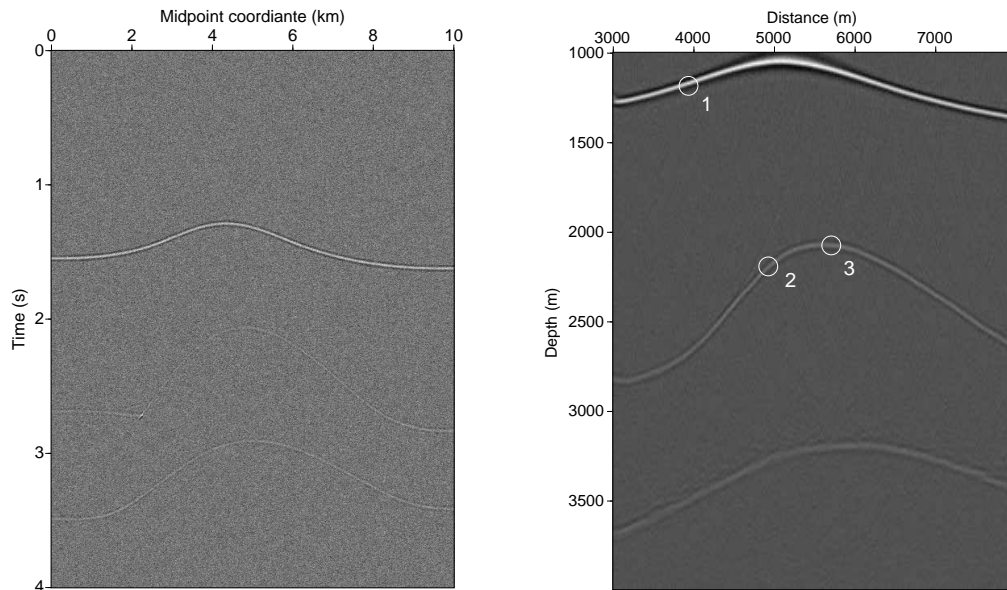 Midpoint coordiante (km)
0 2 4 6 8 10
Time (s)
0
1
2
3
4
Distance (m)
3000 4000 5000 6000 7000
Depth (m)
1000
1500
2000
2500
3000
3500
1
2
3